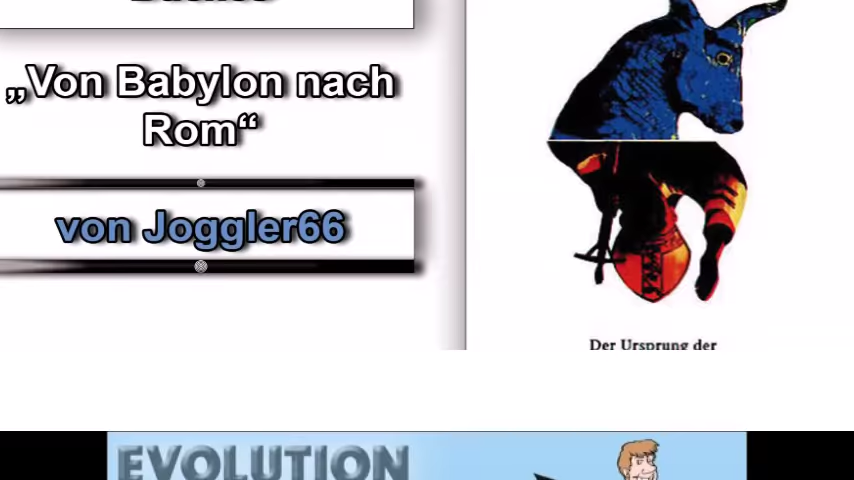 „Von Babylon nach
Rom“
von Joggler66
Der Ursprung der
EVOLUTION